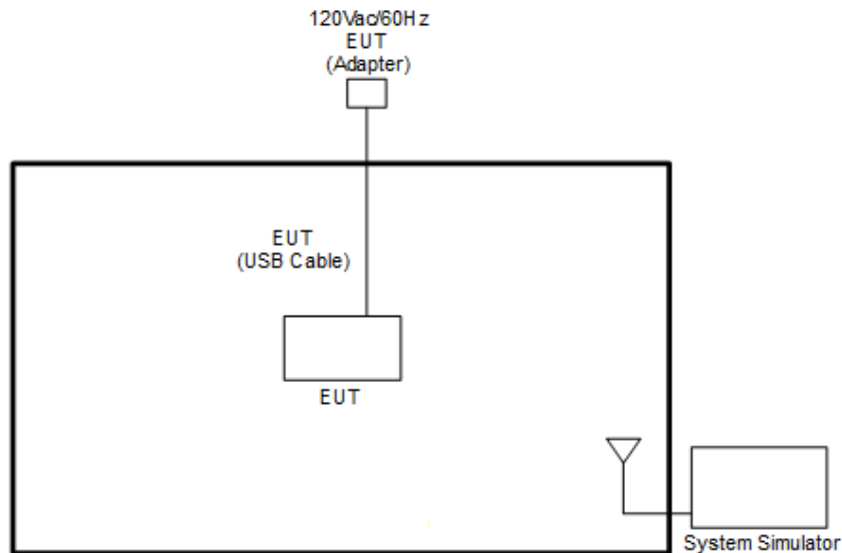 120Vac/60Hz
EUT
(Adapter)
EUT
(USB Cable)
EUT
System Simulator